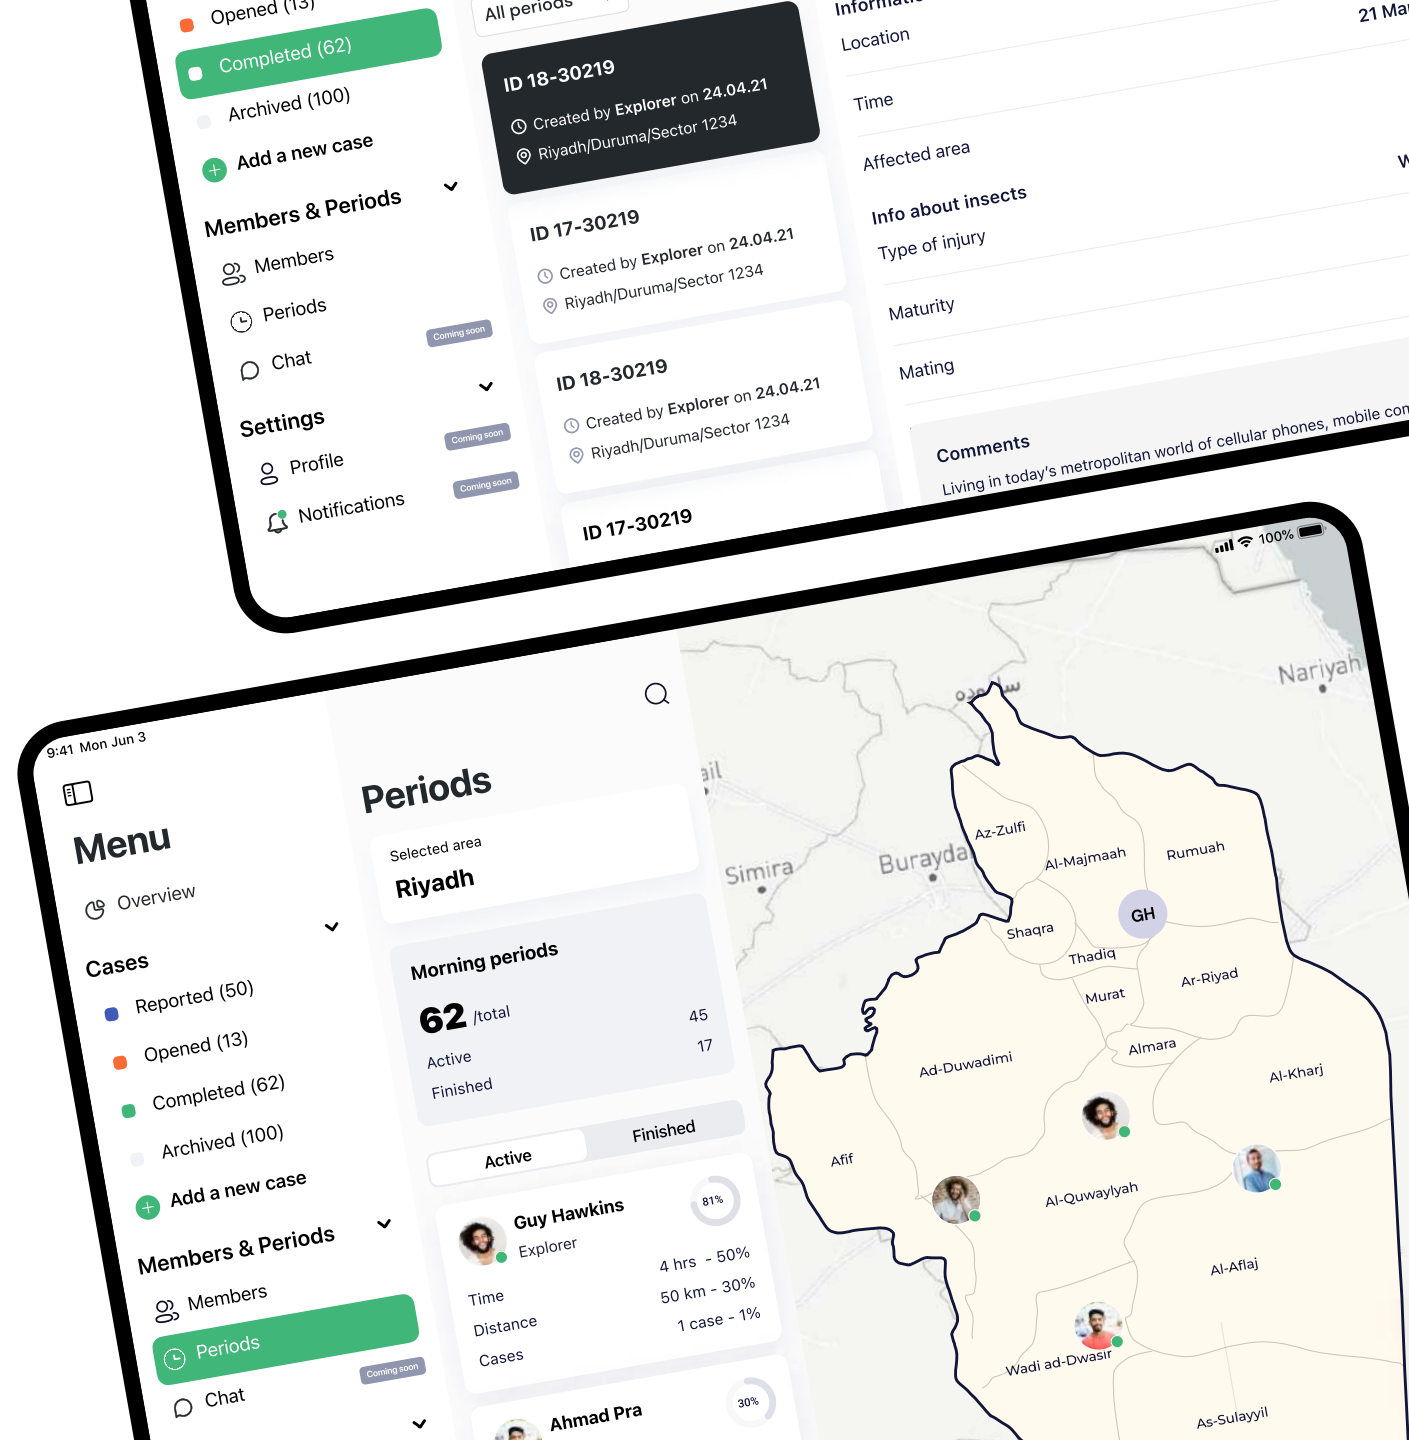 Opened (13)
Completed (62)
Archived (100)
Add a new case
Members & Periods
Members
Periods
Chat
Coming soon
Settings
Profile
Coming soon
Notifications
Coming soon
All periods
ID 18-30219
Created by Explorer on 24.04.21
Riyadh/Duruma/Sector 1234
ID 17-30219
Created by Explorer on 24.04.21
Riyadh/Duruma/Sector 1234
ID 18-30219
Created by Explorer on 24.04.21
Riyadh/Duruma/Sector 1234
ID 17-30219
Location
21
Time
Affected area
Info about insects
Type of injury
Maturity
Mating
Comments
Living in today's metropolitan world of cellular phones, mobile
9:41 Mon Jun 3
100%
Menu
Overview
Cases
Reported (50)
Opened (13)
Completed (62)
Archived (100)
Add a new case
Members & Periods
Members
Periods
Chat
Coming soon
Periods
Selected area
Riyadh
Morning periods
62 /total
Active 45
Finished 17
Active Finished
Guy Hawkins
Explorer
81%
Time 4 hrs - 50%
Distance 50 km - 30%
Cases 1 case - 1%
Ahmad Pra
30%
Nariyah
Simira
Az-Zulfi
Al-Majmaah
Rumuah
GH
Shaqra
Thadiq
Murat
Ar-Riyad
Almara
Ad-Duwadimi
Al-Kharj
Afif
Al-Quwaylyah
Al-Aflaj
Wadi ad-Dwasir
As-Sulayyil